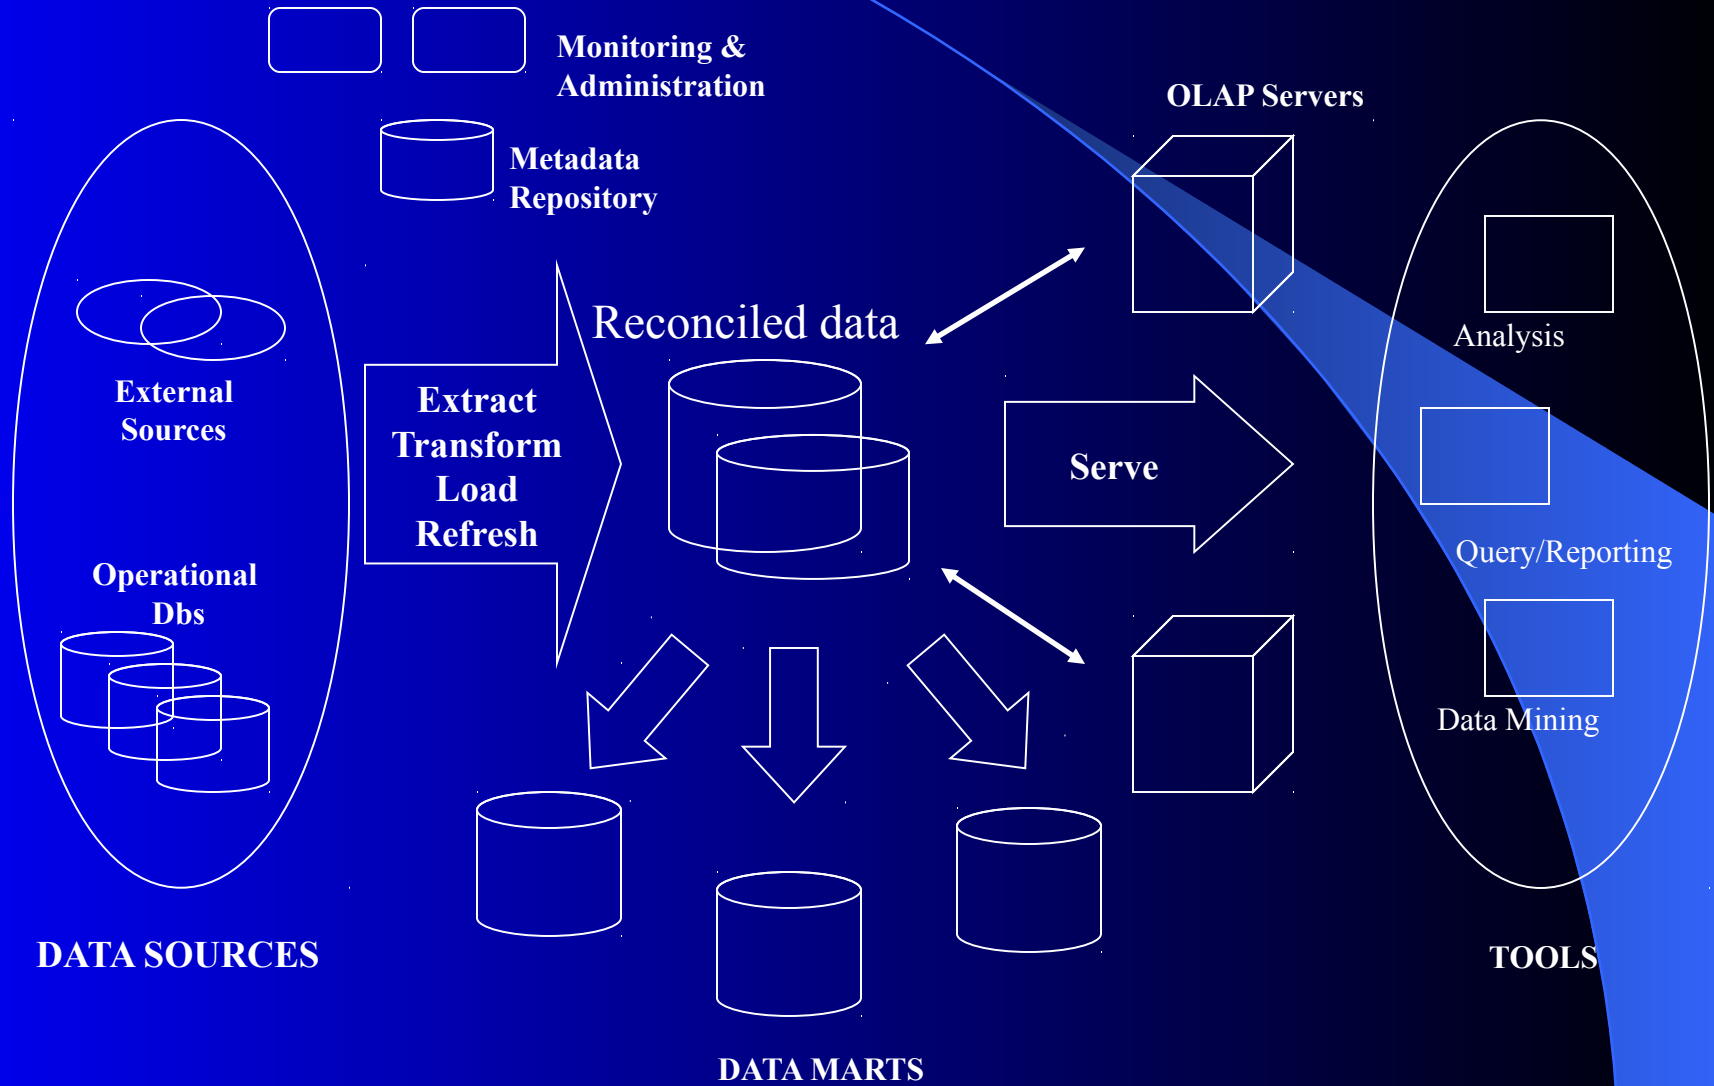 Monitoring &
Administration
OLAP Servers
Metadata
Repository
Reconciled data
Analysis
External
Sources
Extract
Transform
Load
Refresh
Serve
Operational
Dbs
Query/Reporting
Data Mining
DATA SOURCES
TOOLS
DATA MARTS